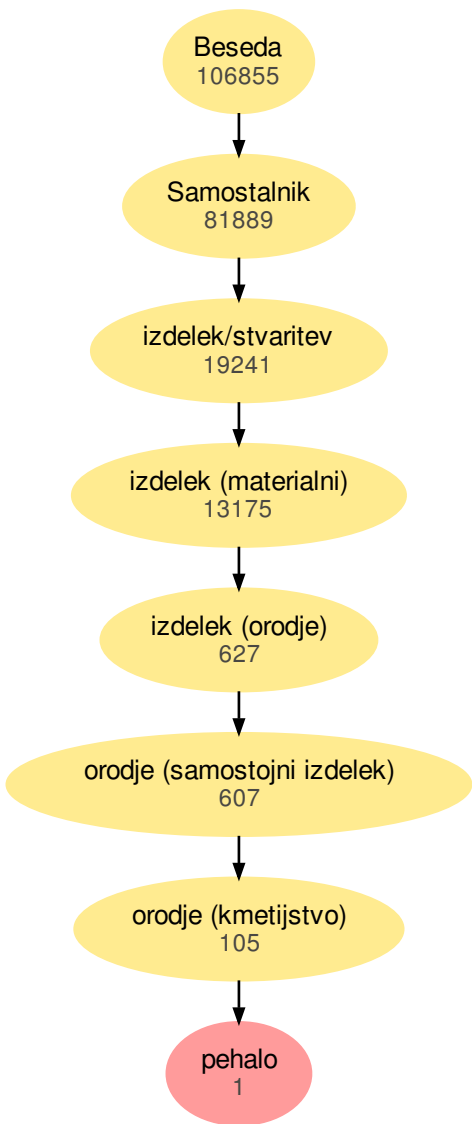 Beseda
106855
Samostalnik
81889
izdelek/stvaritev
19241
izdelek (materialni)
13175
izdelek (orodje)
627
orodje (samostojni izdelek)
607
orodje (kmetijstvo)
105
pehalo
1